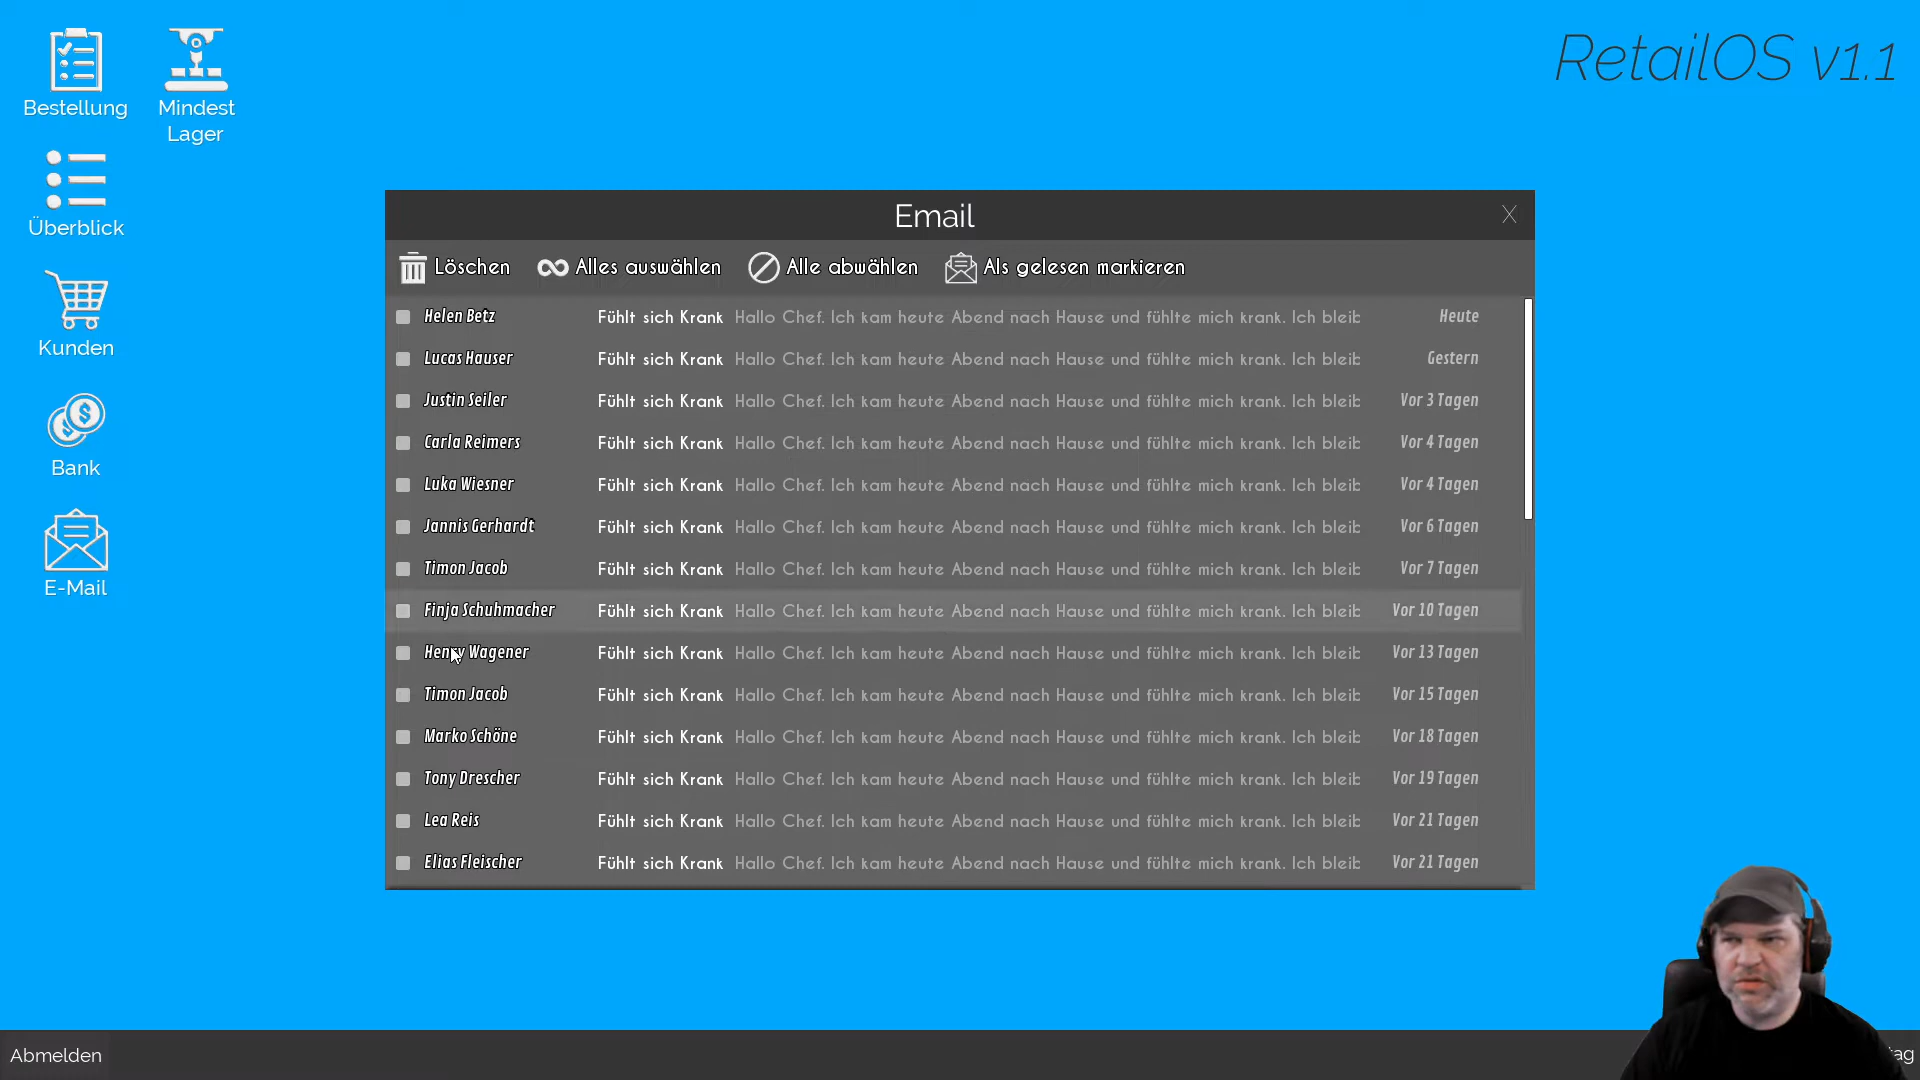 RetailOS v1.1
Bestellung
Mindest
Lager
Überblick
Kunden
Bank
E-Mail
Email
X
Löschen Alles auswählen Alle abwählen Als gelesen markieren
Helen Betz Fühlt sich Krank Hallo Chef. Ich kam heute Abend nach Hause und fühlte mich krank. Ich bleib Heute
Lucas Hauser Fühlt sich Krank Hallo Chef. Ich kam heute Abend nach Hause und fühlte mich krank. Ich bleib Gestern
Justin Seiler Fühlt sich Krank Hallo Chef. Ich kam heute Abend nach Hause und fühlte mich krank. Ich bleib Vor 3 Tagen
Carla Reimers Fühlt sich Krank Hallo Chef. Ich kam heute Abend nach Hause und fühlte mich krank. Ich bleib Vor 4 Tagen
Luka Wiesner Fühlt sich Krank Hallo Chef. Ich kam heute Abend nach Hause und fühlte mich krank. Ich bleib Vor 4 Tagen
Jannis Gerhardt Fühlt sich Krank Hallo Chef. Ich kam heute Abend nach Hause und fühlte mich krank. Ich bleib Vor 6 Tagen
Timon Jacob Fühlt sich Krank Hallo Chef. Ich kam heute Abend nach Hause und fühlte mich krank. Ich bleib Vor 7 Tagen
Finja Schuhmacher Fühlt sich Krank Hallo Chef. Ich kam heute Abend nach Hause und fühlte mich krank. Ich bleib Vor 10 Tagen
Henry Wagener Fühlt sich Krank Hallo Chef. Ich kam heute Abend nach Hause und fühlte mich krank. Ich bleib Vor 13 Tagen
Timon Jacob Fühlt sich Krank Hallo Chef. Ich kam heute Abend nach Hause und fühlte mich krank. Ich bleib Vor 15 Tagen
Marko Schöne Fühlt sich Krank Hallo Chef. Ich kam heute Abend nach Hause und fühlte mich krank. Ich bleib Vor 18 Tagen
Tony Drescher Fühlt sich Krank Hallo Chef. Ich kam heute Abend nach Hause und fühlte mich krank. Ich bleib Vor 19 Tagen
Lea Reis Fühlt sich Krank Hallo Chef. Ich kam heute Abend nach Hause und fühlte mich krank. Ich bleib Vor 21 Tagen
Elias Fleischer Fühlt sich Krank Hallo Chef. Ich kam heute Abend nach Hause und fühlte mich krank. Ich bleib Vor 21 Tagen
Abmelden